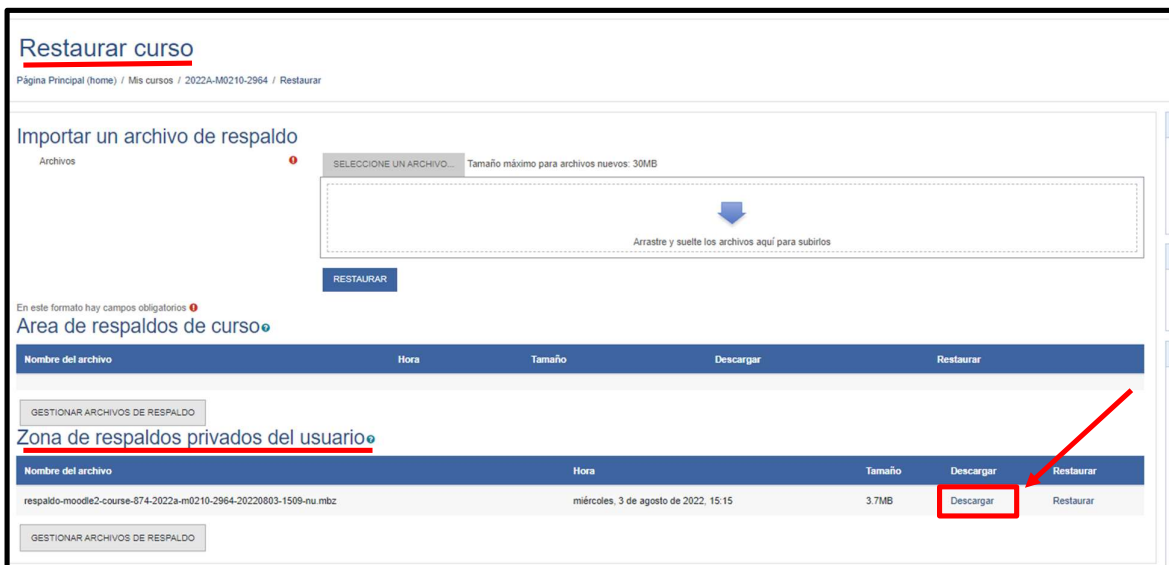 Restaurar curso
Página Principal (home) / Mis cursos / 2022A-M0210-2964 / Restaurar
Importar un archivo de respaldo
Archivos
SELECCIONE UN ARCHIVO... Tamaño máximo para archivos nuevos: 30MB
Arrastre y suelte los archivos aquí para subirlos
RESTAURAR
En este formato hay campos obligatorios
Area de respaldos de curso
Nombre del archivo Hora Tamaño Descargar Restaurar
GESTIONAR ARCHIVOS DE RESPALDO
Zona de respaldos privados del usuario
Nombre del archivo Hora Tamaño Descargar Restaurar
respaldo-moodle2-course-874-2022a-m0210-2964-20220803-1509-nu.mbz miércoles, 3 de agosto de 2022, 15:15 3.7MB Descargar Restaurar
GESTIONAR ARCHIVOS DE RESPALDO